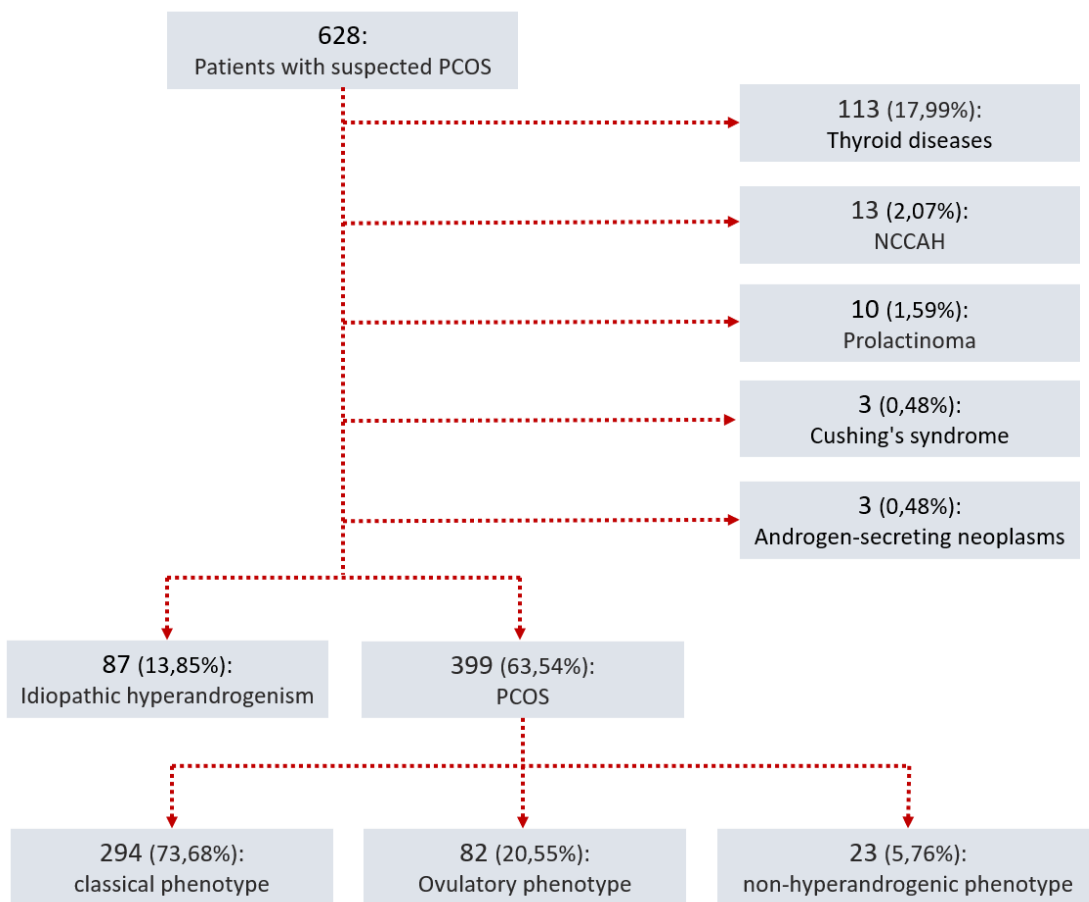 628:
Patients with suspected PCOS
113 (17,99%):
Thyroid diseases
13 (2,07%):
NCCAH
10 (1,59%):
Prolactinoma
3 (0,48%):
Cushing's syndrome
3 (0,48%):
Androgen-secreting neoplasms
87 (13,85%):
Idiopathic hyperandrogenism
399 (63,54%):
PCOS
294 (73,68%):
classical phenotype
82 (20,55%):
Ovulatory phenotype
23 (5,76%):
non-hyperandrogenic phenotype